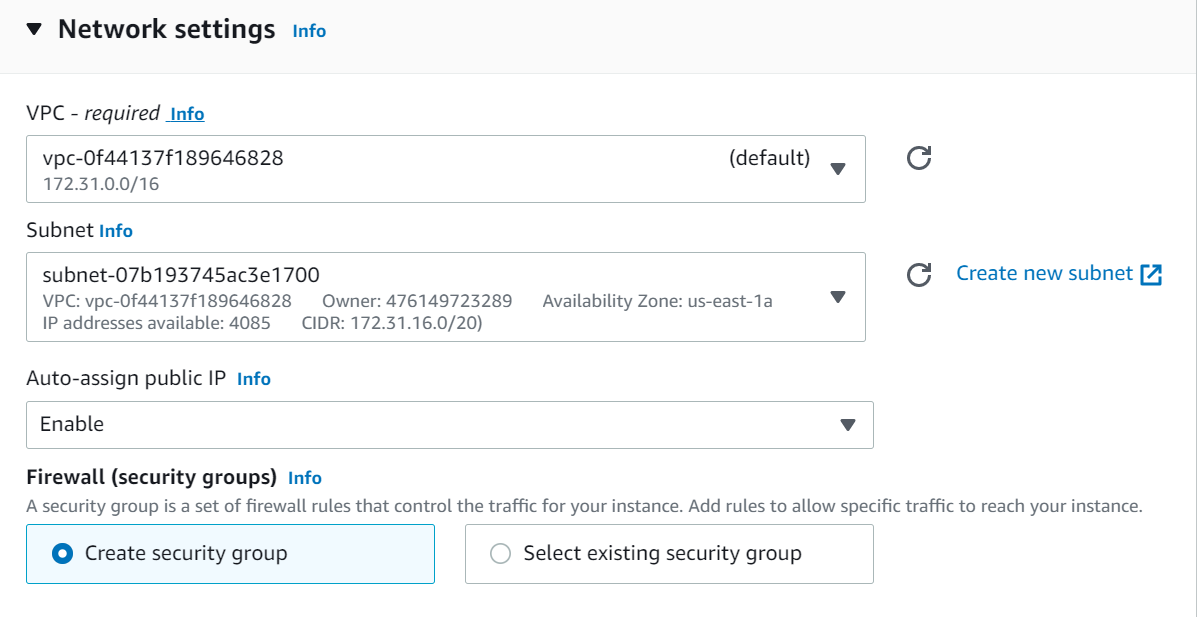 Network settings Info
VPC - required Info
vpc-0f44137f189646828 (default)
172.31.0.0/16
Subnet Info
subnet-07b193745ac3e1700
VPC: vpc-0f44137f189646828 Owner: 476149723289 Availability Zone: us-east-1a
IP addresses available: 4085 CIDR: 172.31.16.0/20)
Create new subnet
Auto-assign public IP Info
Enable
Firewall (security groups) Info
A security group is a set of firewall rules that control the traffic for your instance. Add rules to allow specific traffic to reach your instance.
Create security group Select existing security group